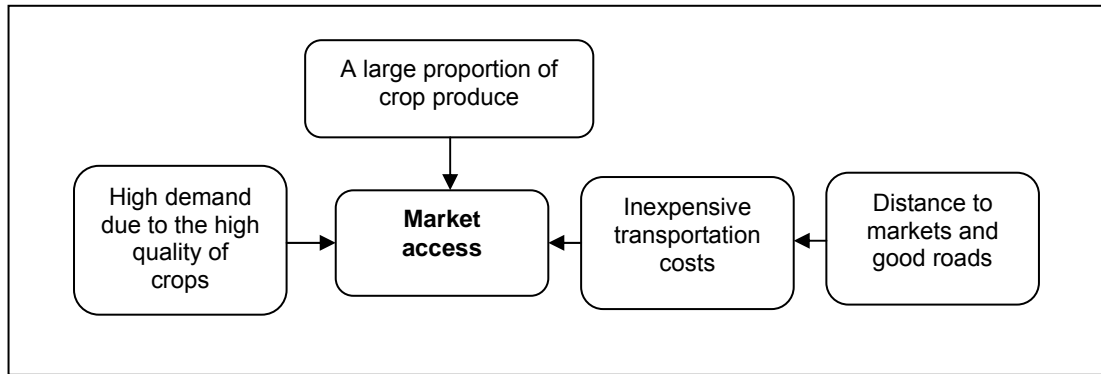 A large proportion of
crop produce
High demand
due to the high
quality of
crops
Market
access
Inexpensive
transportation
costs
Distance to
markets and
good roads